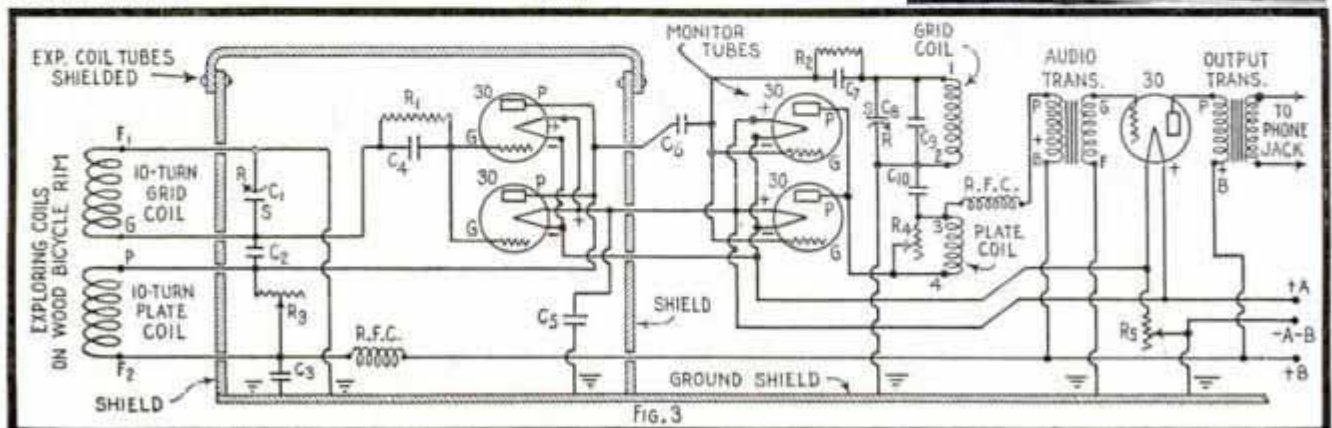 EXP. COIL TUBES
SHIELDED
MONITOR
TUBES
GRID
COIL
AUDIO
TRANS.
OUTPUT
TRANS.
R1
30
P
+
-
G
C4
30
P
+
-
G
R2
C7
30
+
P
-
G
C6
S C8
R
C9
1
2
C10
30
+
P
-
G
R4
3
4
PLATE
COIL
R.F.C.
P
+
B
G
F
30
+
P
+
B
TO
PHONE
JACK
EXPLORING COILS
ON WOOD BICYCLE RIM
F1
10-TURN
GRID
COIL
G
R
C1
S
C2
P
10-TURN
PLATE
COIL
F2
R3
C3
R.F.C.
C5
SHIELD
R5
+A
-A-B
+B
SHIELD
GROUND SHIELD
FIG. 3